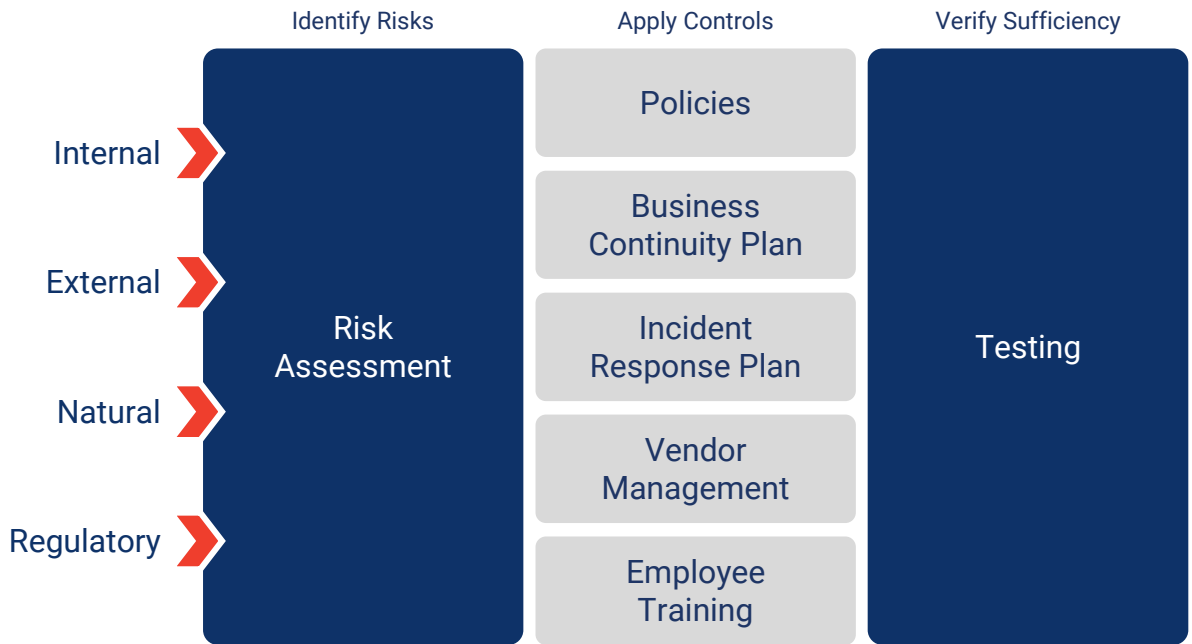 Identify Risks
Apply Controls
Verify Sufficiency
Internal
External
Natural
Regulatory
Risk
Assessment
Policies
Business
Continuity Plan
Incident
Response Plan
Vendor
Management
Employee
Training
Testing